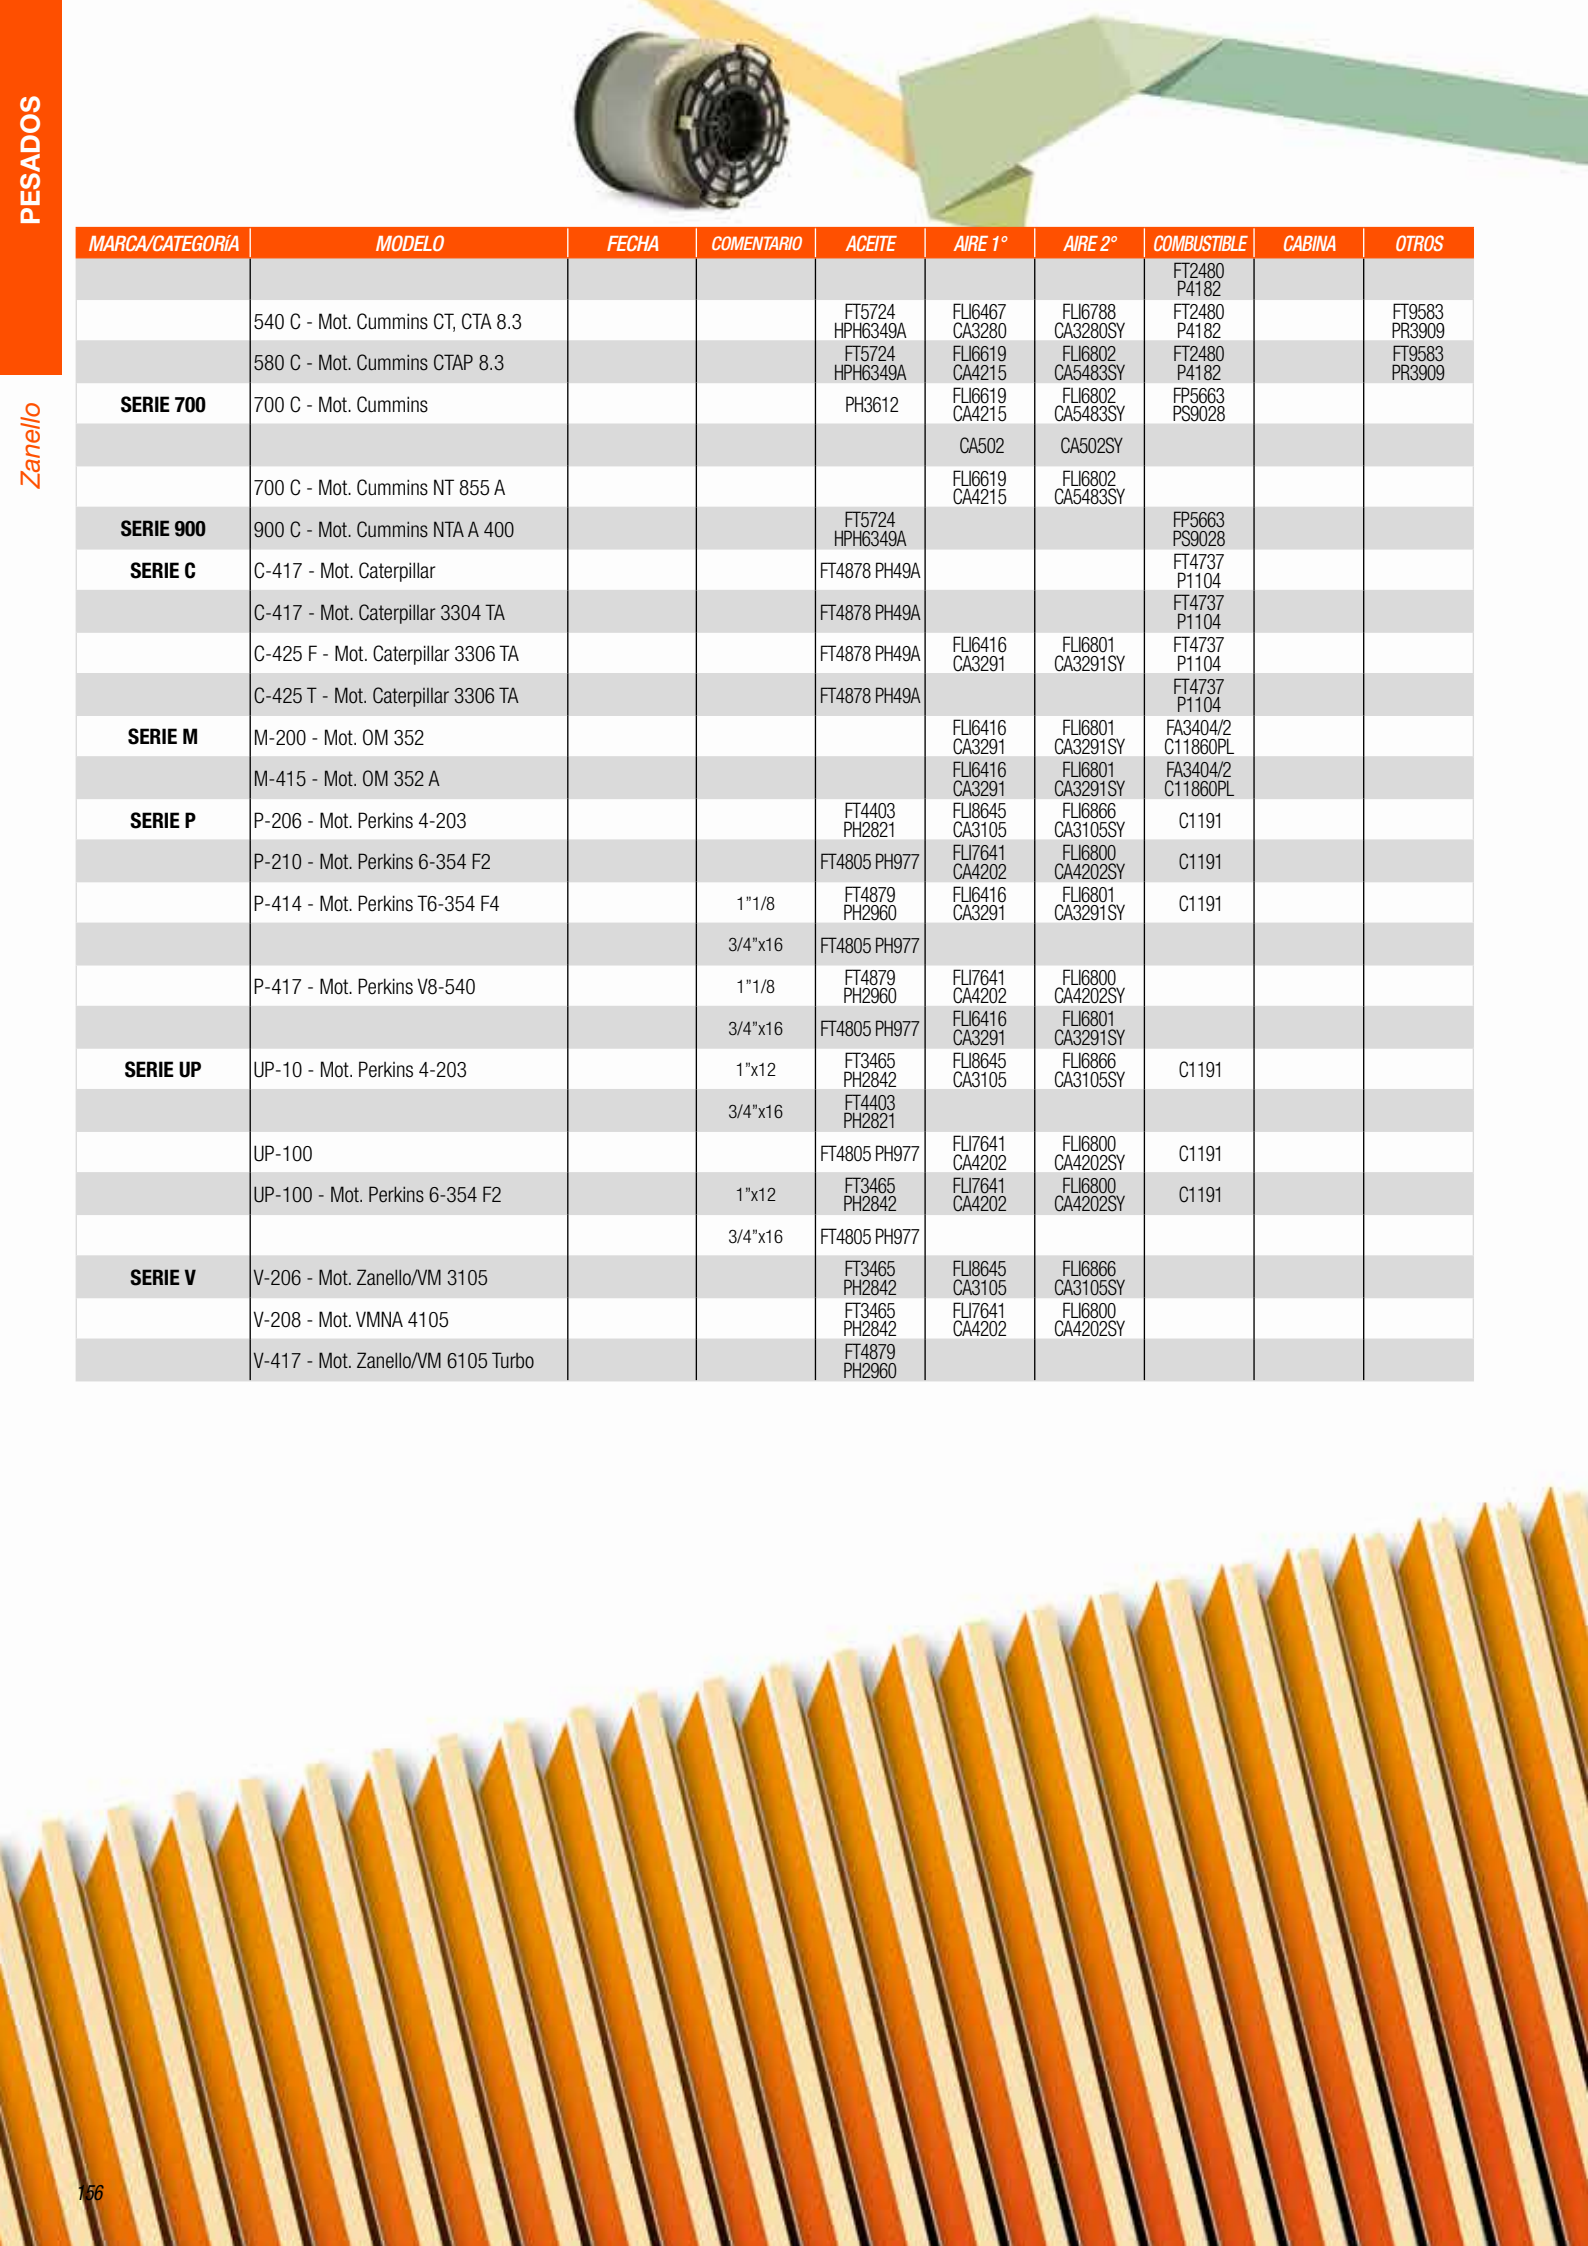 PESADOS
Zanello
MARCA/CATEGORíA MODELO FECHA COMENTARIO ACEITE AIRE 1° AIRE 2° COMBUSTIBLE CABINA OTROS
FT2480
P4182
540 C - Mot. Cummins CT, CTA 8.3 FT5724 FLI6467 FLI6788 FT2480 FT9583
HPH6349A CA3280 CA3280SY P4182 PR3909
580 C - Mot. Cummins CTAP 8.3 FT5724 FLI6619 FLI6802 FT2480 FT9583
HPH6349A CA4215 CA5483SY P4182 PR3909
SERIE 700 700 C - Mot. Cummins PH3612 FLI6619 FLI6802 FP5663
CA4215 CA5483SY PS9028
CA502 CA502SY
700 C - Mot. Cummins NT 855 A FLI6619 FLI6802
CA4215 CA5483SY
SERIE 900 900 C - Mot. Cummins NTA A 400 FT5724 FP5663
HPH6349A PS9028
SERIE C C-417 - Mot. Caterpillar FT4878 PH49A FT4737
P1104
C-417 - Mot. Caterpillar 3304 TA FT4878 PH49A FT4737
P1104
C-425 F - Mot. Caterpillar 3306 TA FT4878 PH49A FLI6416 FLI6801 FT4737
CA3291 CA3291SY P1104
C-425 T - Mot. Caterpillar 3306 TA FT4878 PH49A FT4737
P1104
SERIE M M-200 - Mot. OM 352 FLI6416 FLI6801 FA3404/2
CA3291 CA3291SY C11860PL
M-415 - Mot. OM 352 A FLI6416 FLI6801 FA3404/2
CA3291 CA3291SY C11860PL
SERIE P P-206 - Mot. Perkins 4-203 FT4403 FLI8645 FLI6866 C1191
PH2821 CA3105 CA3105SY
P-210 - Mot. Perkins 6-354 F2 FT4805 PH977 FLI7641 FLI6800 C1191
CA4202 CA4202SY
P-414 - Mot. Perkins T6-354 F4 1”1/8 FT4879 FLI6416 FLI6801 C1191
PH2960 CA3291 CA3291SY
3/4”x16 FT4805 PH977
P-417 - Mot. Perkins V8-540 1”1/8 FT4879 FLI7641 FLI6800
PH2960 CA4202 CA4202SY
3/4”x16 FT4805 PH977 FLI6416 FLI6801
CA3291 CA3291SY
SERIE UP UP-10 - Mot. Perkins 4-203 1”x12 FT3465 FLI8645 FLI6866 C1191
PH2842 CA3105 CA3105SY
3/4”x16 FT4403
PH2821
UP-100 FT4805 PH977 FLI7641 FLI6800 C1191
CA4202 CA4202SY
UP-100 - Mot. Perkins 6-354 F2 1”x12 FT3465 FLI7641 FLI6800 C1191
PH2842 CA4202 CA4202SY
3/4”x16 FT4805 PH977
SERIE V V-206 - Mot. Zanello/VM 3105 FT3465 FLI8645 FLI6866
PH2842 CA3105 CA3105SY
V-208 - Mot. VMNA 4105 FT3465 FLI7641 FLI6800
PH2842 CA4202 CA4202SY
V-417 - Mot. Zanello/VM 6105 Turbo FT4879
PH2960
156